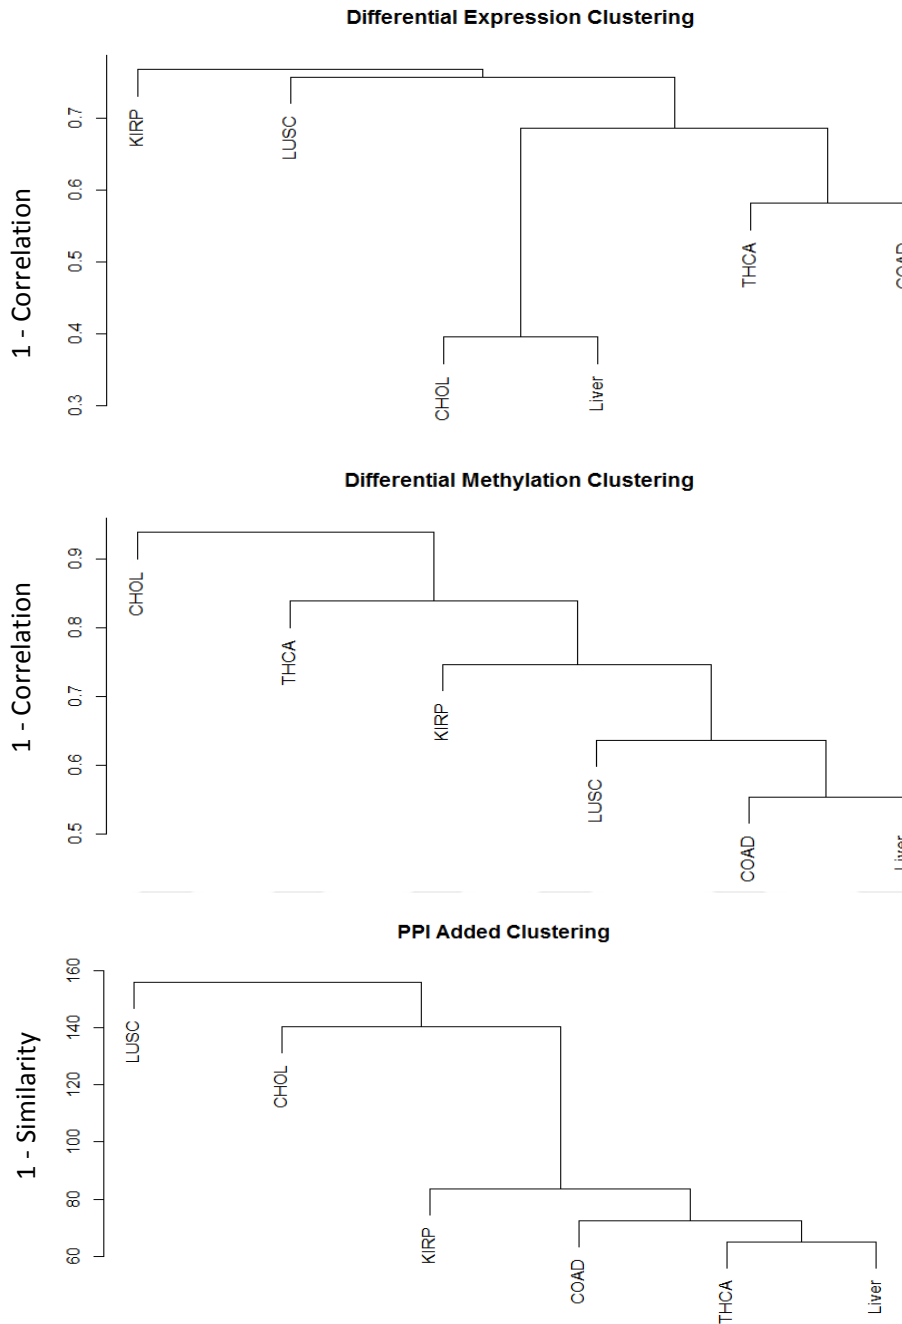 Differential Expression Clustering
1 - Correlation
0.7
0.6
0.5
0.4
0.3
KIRP
LUSC
THCA
COAD
CHOL
Liver
Differential Methylation Clustering
1 - Correlation
0.9
0.8
0.7
0.6
0.5
CHOL
THCA
KIRP
LUSC
COAD
Liver
PPI Added Clustering
1 - Similarity
160
140
120
100
80
60
LUSC
CHOL
KIRP
COAD
THCA
Liver